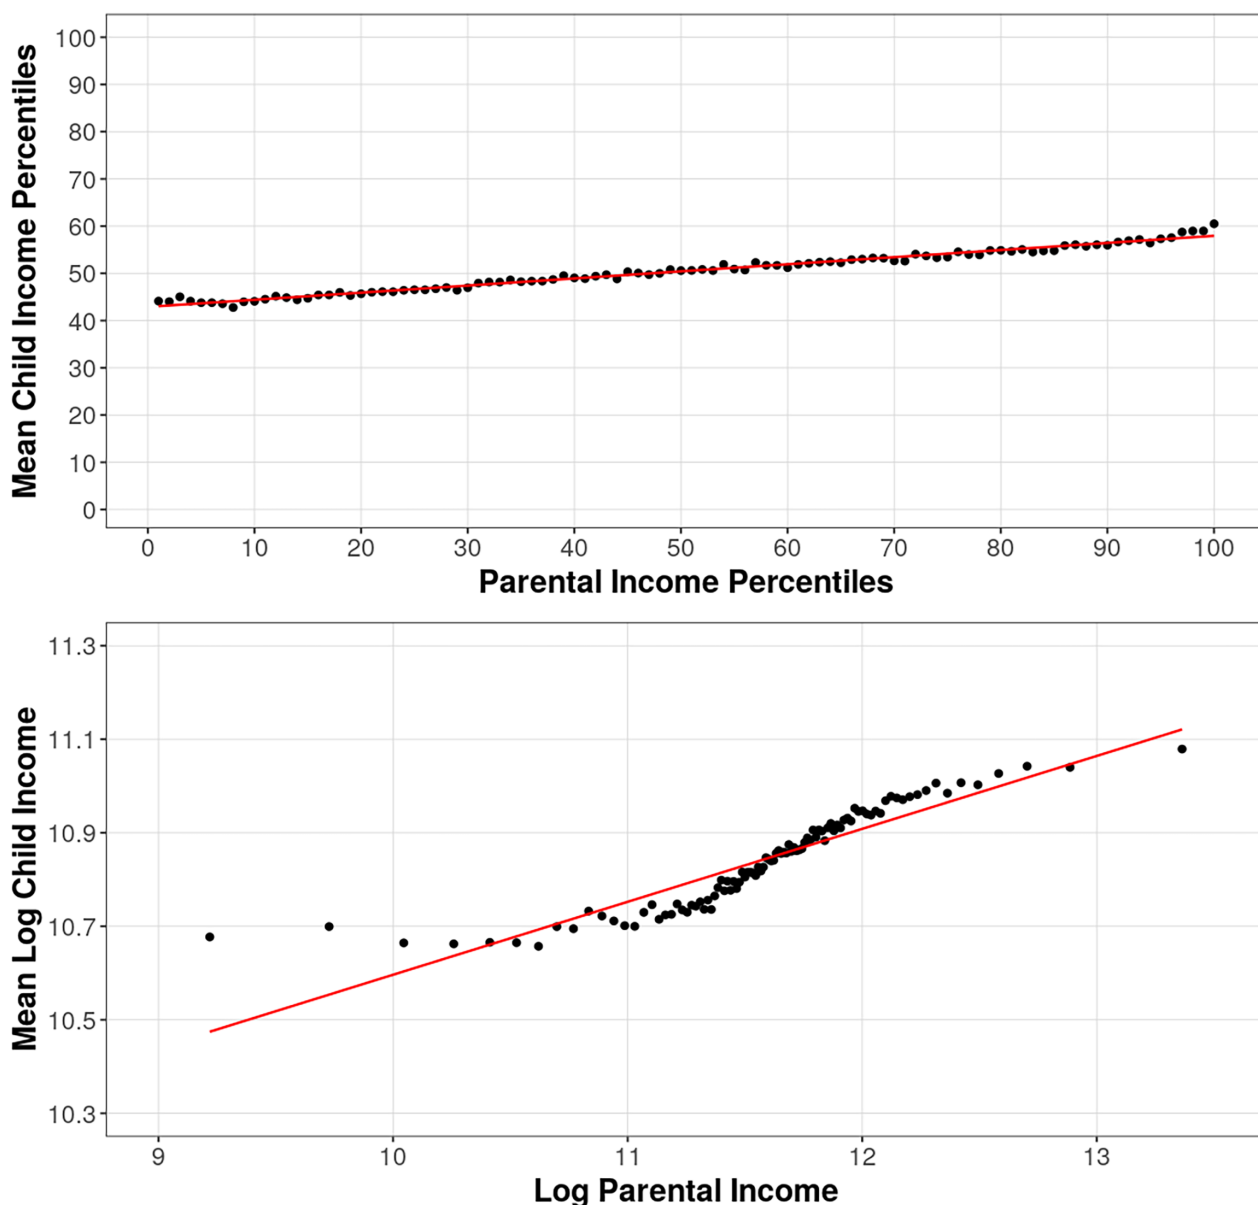 Mean Child Income Percentiles
100
90
80
70
60
50
40
30
20
10
0
0 10 20 30 40 50 60 70 80 90 100
Parental Income Percentiles
Mean Log Child Income
11.3
11.1
10.9
10.7
10.5
10.3
9 10 11 12 13
Log Parental Income